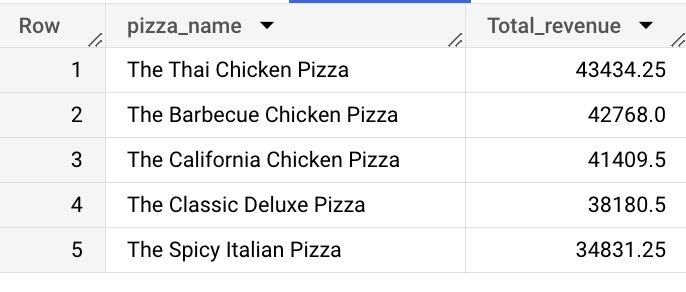 Row pizza_name Total_revenue
1 The Thai Chicken Pizza 43434.25
2 The Barbecue Chicken Pizza 42768.0
3 The California Chicken Pizza 41409.5
4 The Classic Deluxe Pizza 38180.5
5 The Spicy Italian Pizza 34831.25